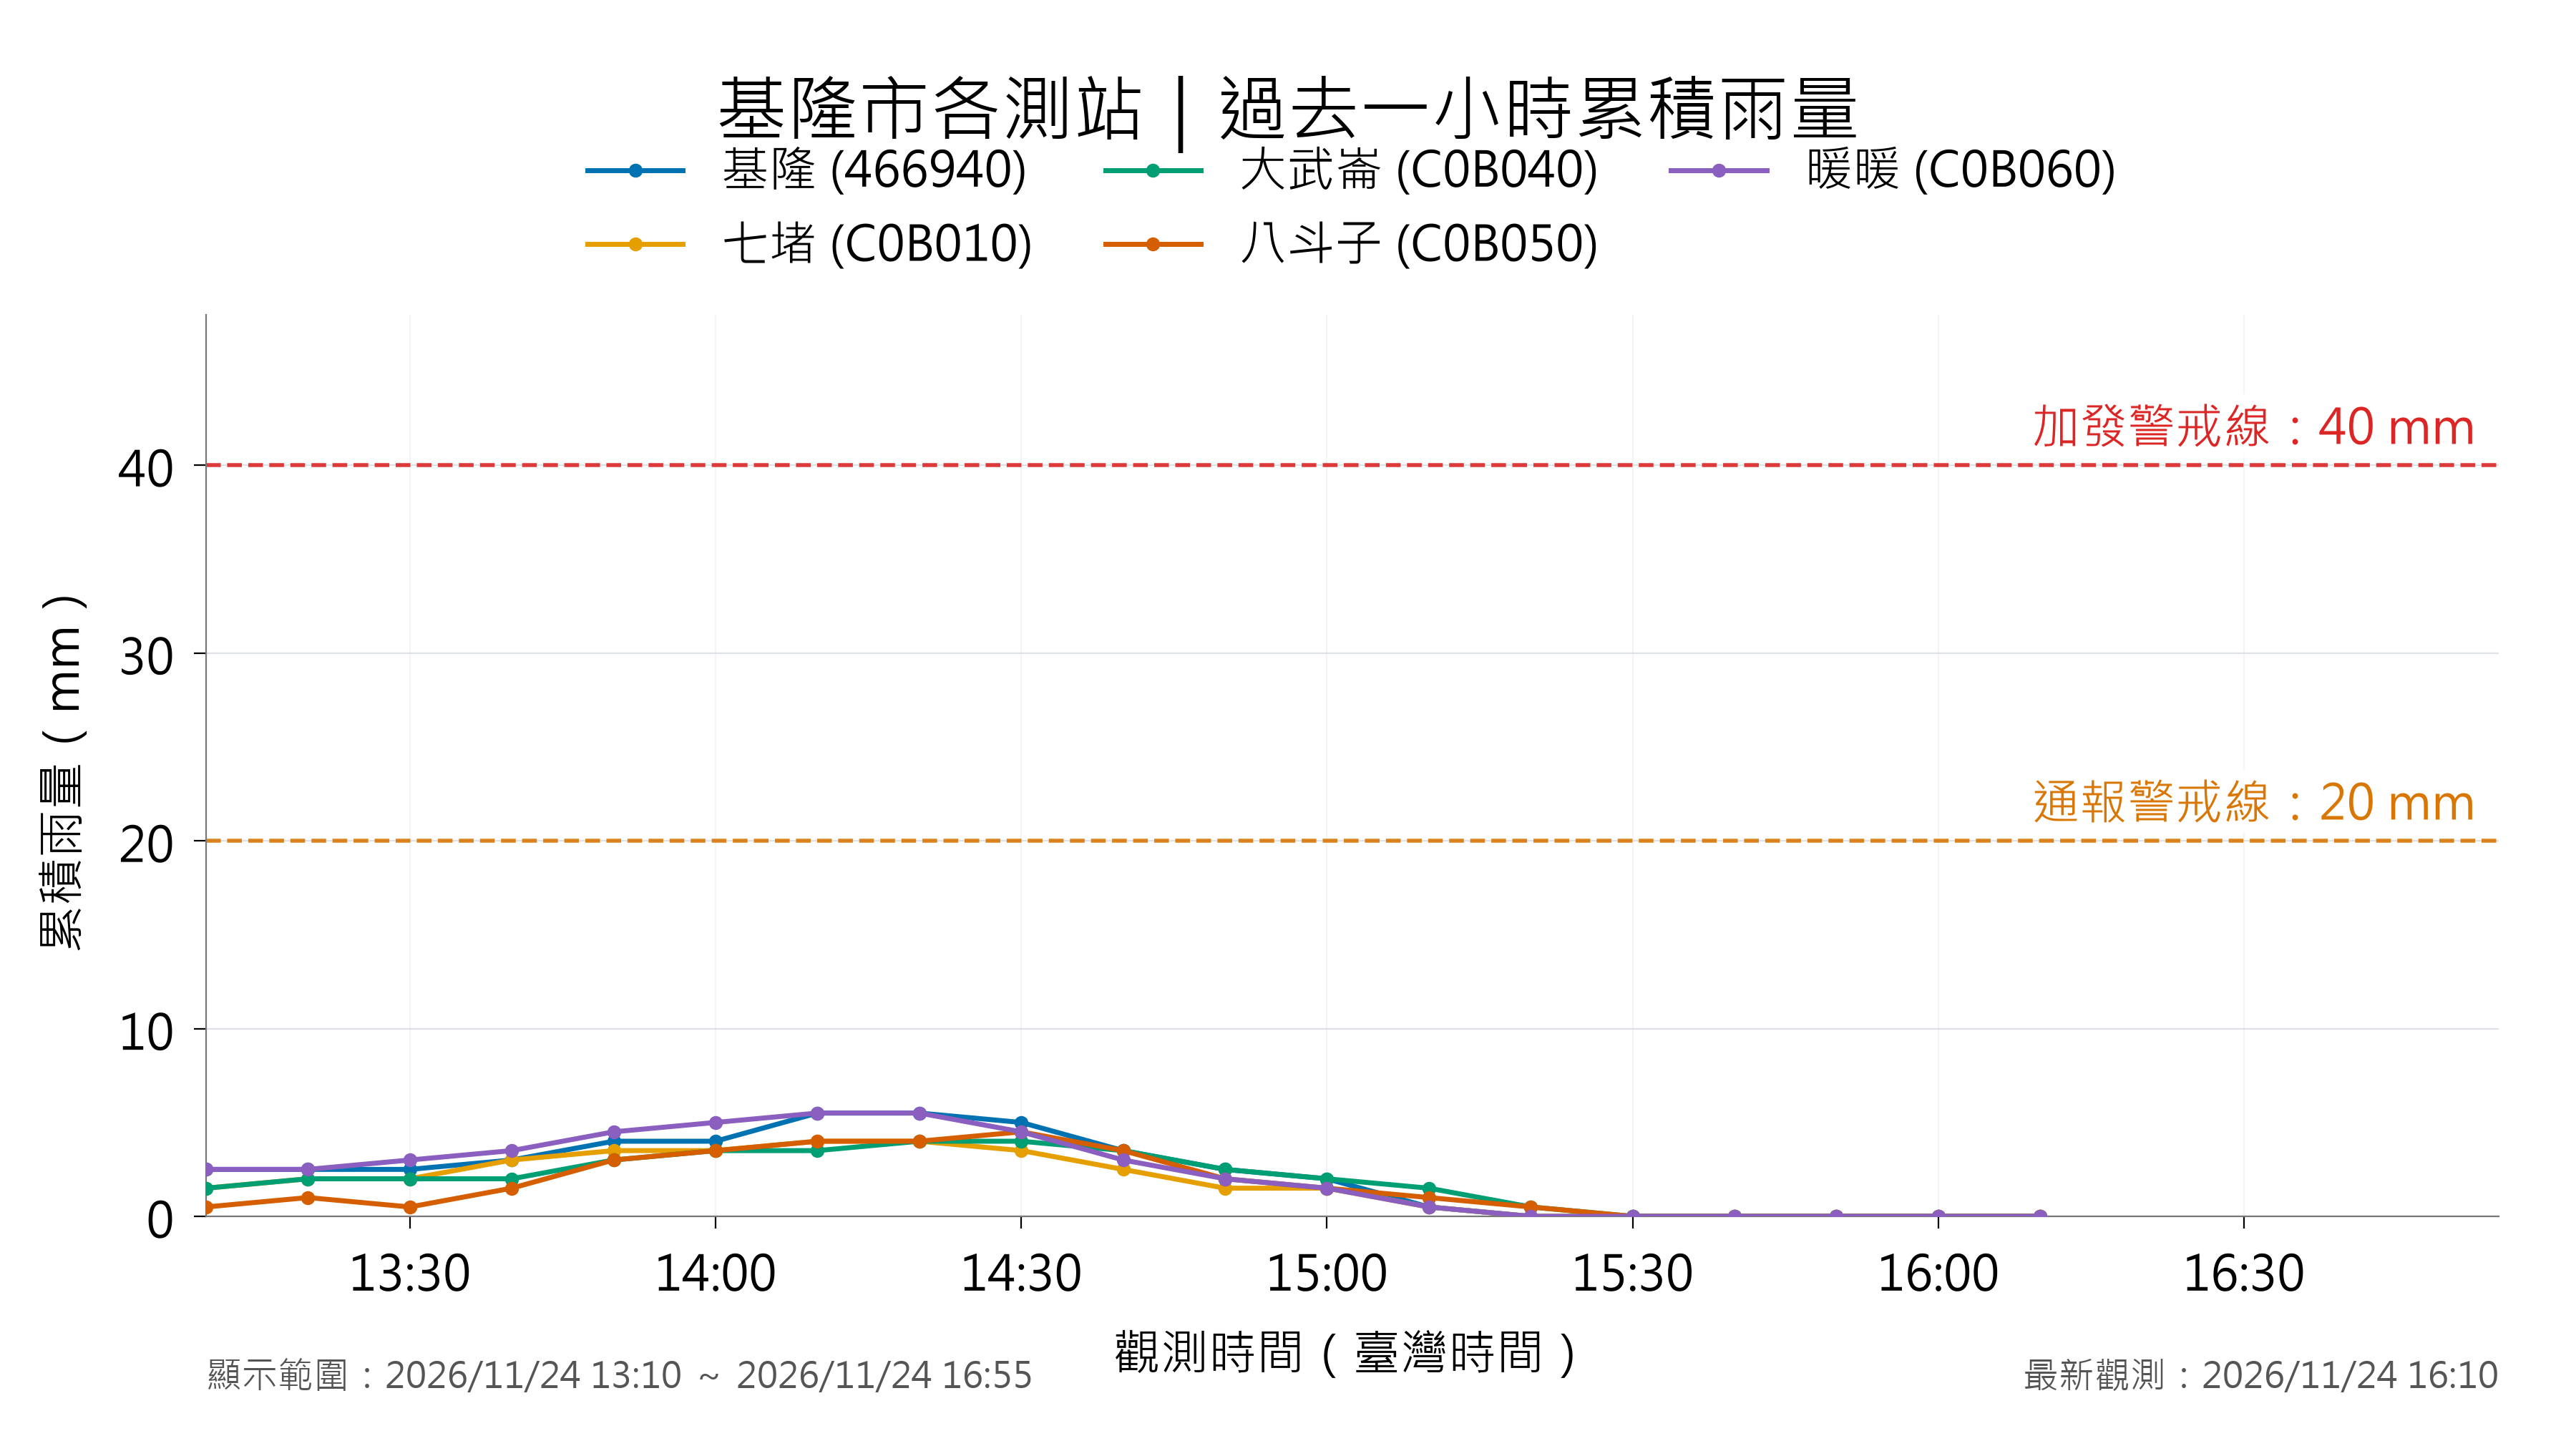 基隆市各測站｜過去一小時累積雨量
基隆 (466940)
大武崙 (C0B040)
暖暖 (C0B060)
七堵 (C0B010)
八斗子 (C0B050)
加發警戒線：40 mm
通報警戒線：20 mm
累積雨量（mm）
40
30
20
10
0
13:30
14:00
14:30
15:00
15:30
16:00
16:30
觀測時間（臺灣時間）
顯示範圍：2026/11/24 13:10 ~ 2026/11/24 16:55
最新觀測：2026/11/24 16:10